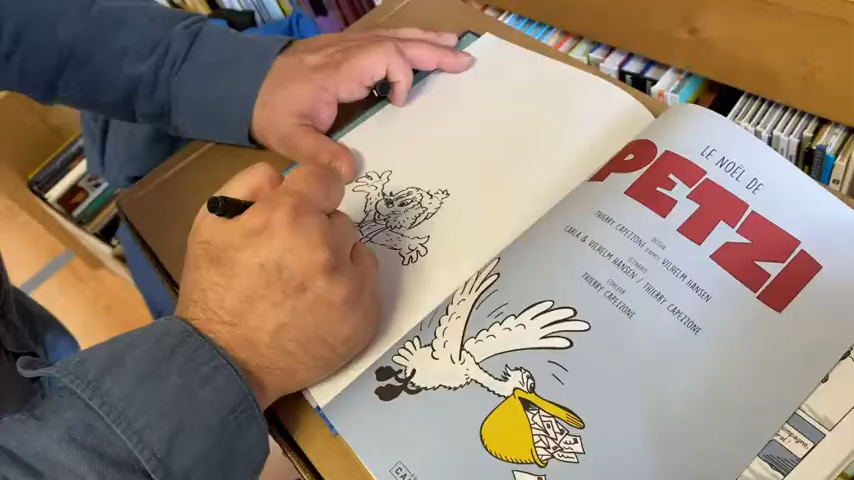 LE NOËL DE
PETZI
DESSIN
THIERRY CAPEZZONE D'APRÈS VILHELM HANSEN
SCÉNARIO
CARLA & VILHELM HANSEN / THIERRY CAPEZZONE
COULEUR
THIERRY CAPEZZONE
CA